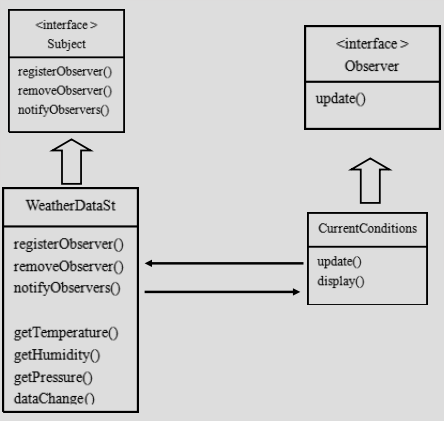 <interface >
Subject
registerObserver()
removeObserver()
notifyObservers()
<interface >
Observer
update()
WeatherDataSt
registerObserver()
removeObserver()
notifyObservers()
getTemperature()
getHumidity()
getPressure()
dataChange()
CurrentConditions
update()
display()